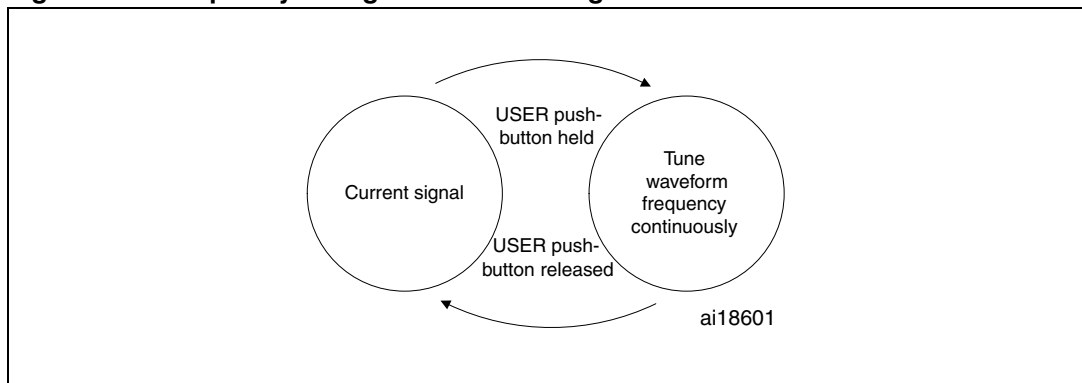 USER push-
button held
Current signal
Tune
waveform
frequency
continuously
USER push-
button released
ai18601